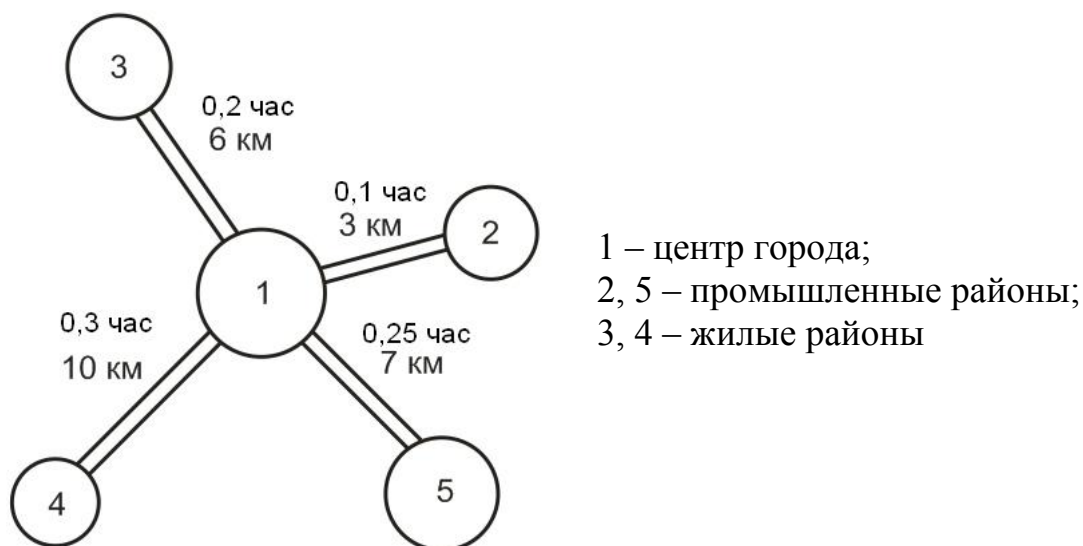 3
0,2 час
6 км
0,1 час
3 км
2
1
0,3 час
10 км
0,25 час
7 км
4
5
1 – центр города;
2, 5 – промышленные районы;
3, 4 – жилые районы